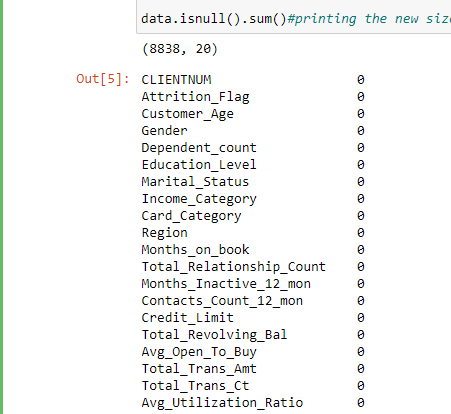 data.isnull().sum()#printing the new size
(8838, 20)
Out[5]: CLIENTNUM 0
Attrition_Flag 0
Customer_Age 0
Gender 0
Dependent_count 0
Education_Level 0
Marital_Status 0
Income_Category 0
Card_Category 0
Region 0
Months_on_book 0
Total_Relationship_Count 0
Months_Inactive_12_mon 0
Contacts_Count_12_mon 0
Credit_Limit 0
Total_Revolving_Bal 0
Avg_Open_To_Buy 0
Total_Trans_Amt 0
Total_Trans_Ct 0
Avg_Utilization_Ratio 0